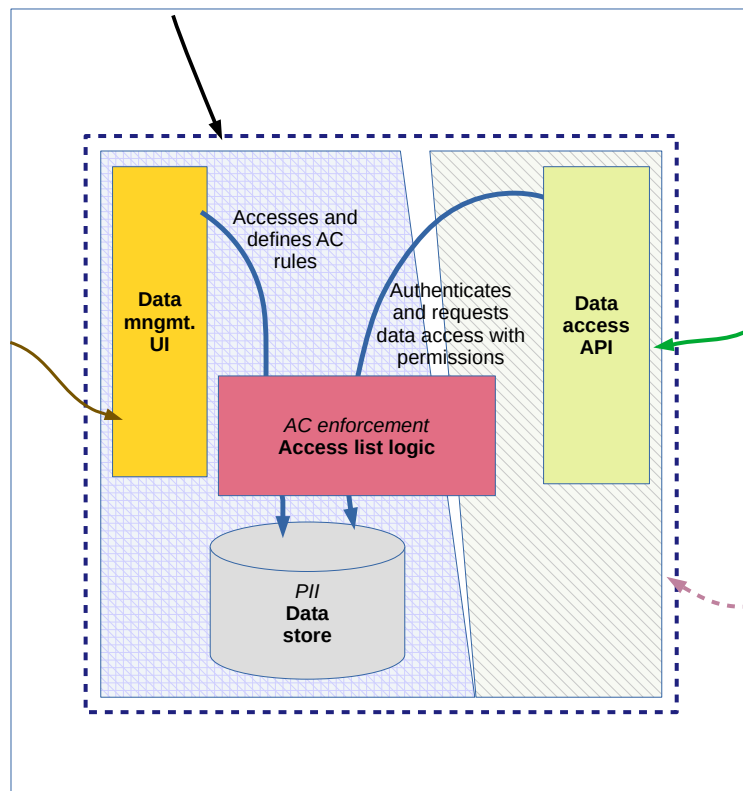 Accesses and
defines AC
rules
Data
mngmt.
UI
Authenticates
and requests
data access with
permissions
Data
access
API
AC enforcement
Access list logic
PII
Data
store